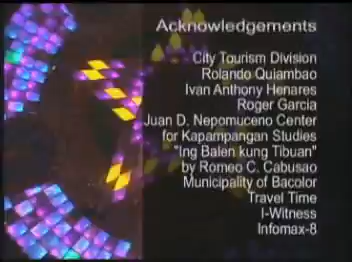 Acknowledgements
City Tourism Division
Rolando Quiambao
Ivan Anthony Henares
Roger Garcia
Juan D. Nepomuceno Center
for Kapampangan Studies
"Ing Balen kung Tibuan"
by Romeo C. Cabusao
Municipality of Bacolor
Travel Time
I-Witness
Infomax-8